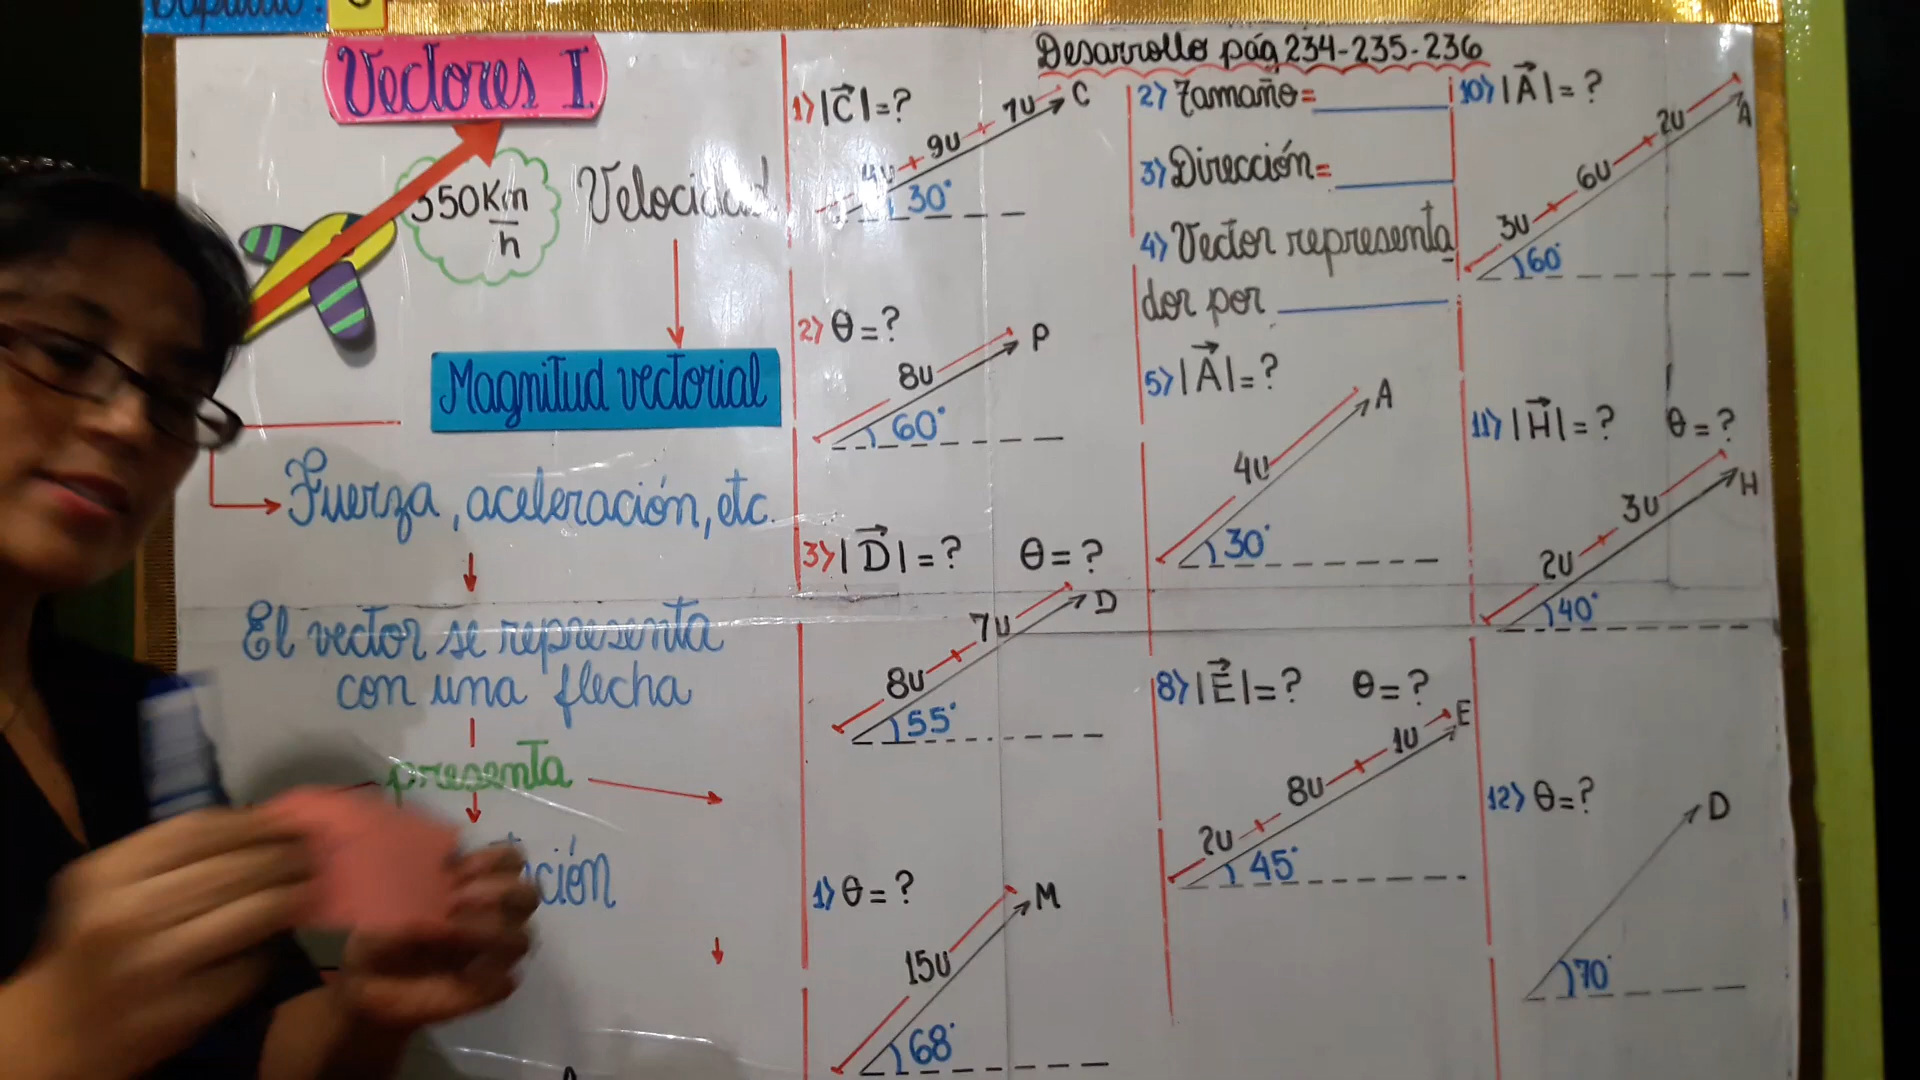 Vectores I
350Km
h
Velocidad
Magnitud vectorial
Fuerza, aceleración, etc.
El vector se representa
con una flecha
presenta
Desarrollo pág 234-235-236
1) |C| = ?
4u
9u
7u
C
30°
2) θ = ?
8u
P
60°
3) |D| = ? θ = ?
8u
7u
D
55°
1) θ = ?
15u
M
68°
2) Tamaño =
3) Dirección =
4) Vector representa
dor por
5) |A| = ?
4u
A
30°
8) |E| = ? θ = ?
2u
8u
1u
E
45°
10) |A| = ?
3u
6u
2u
A
60°
11) |H| = ? θ = ?
2u
3u
H
40°
12) θ = ?
D
70°